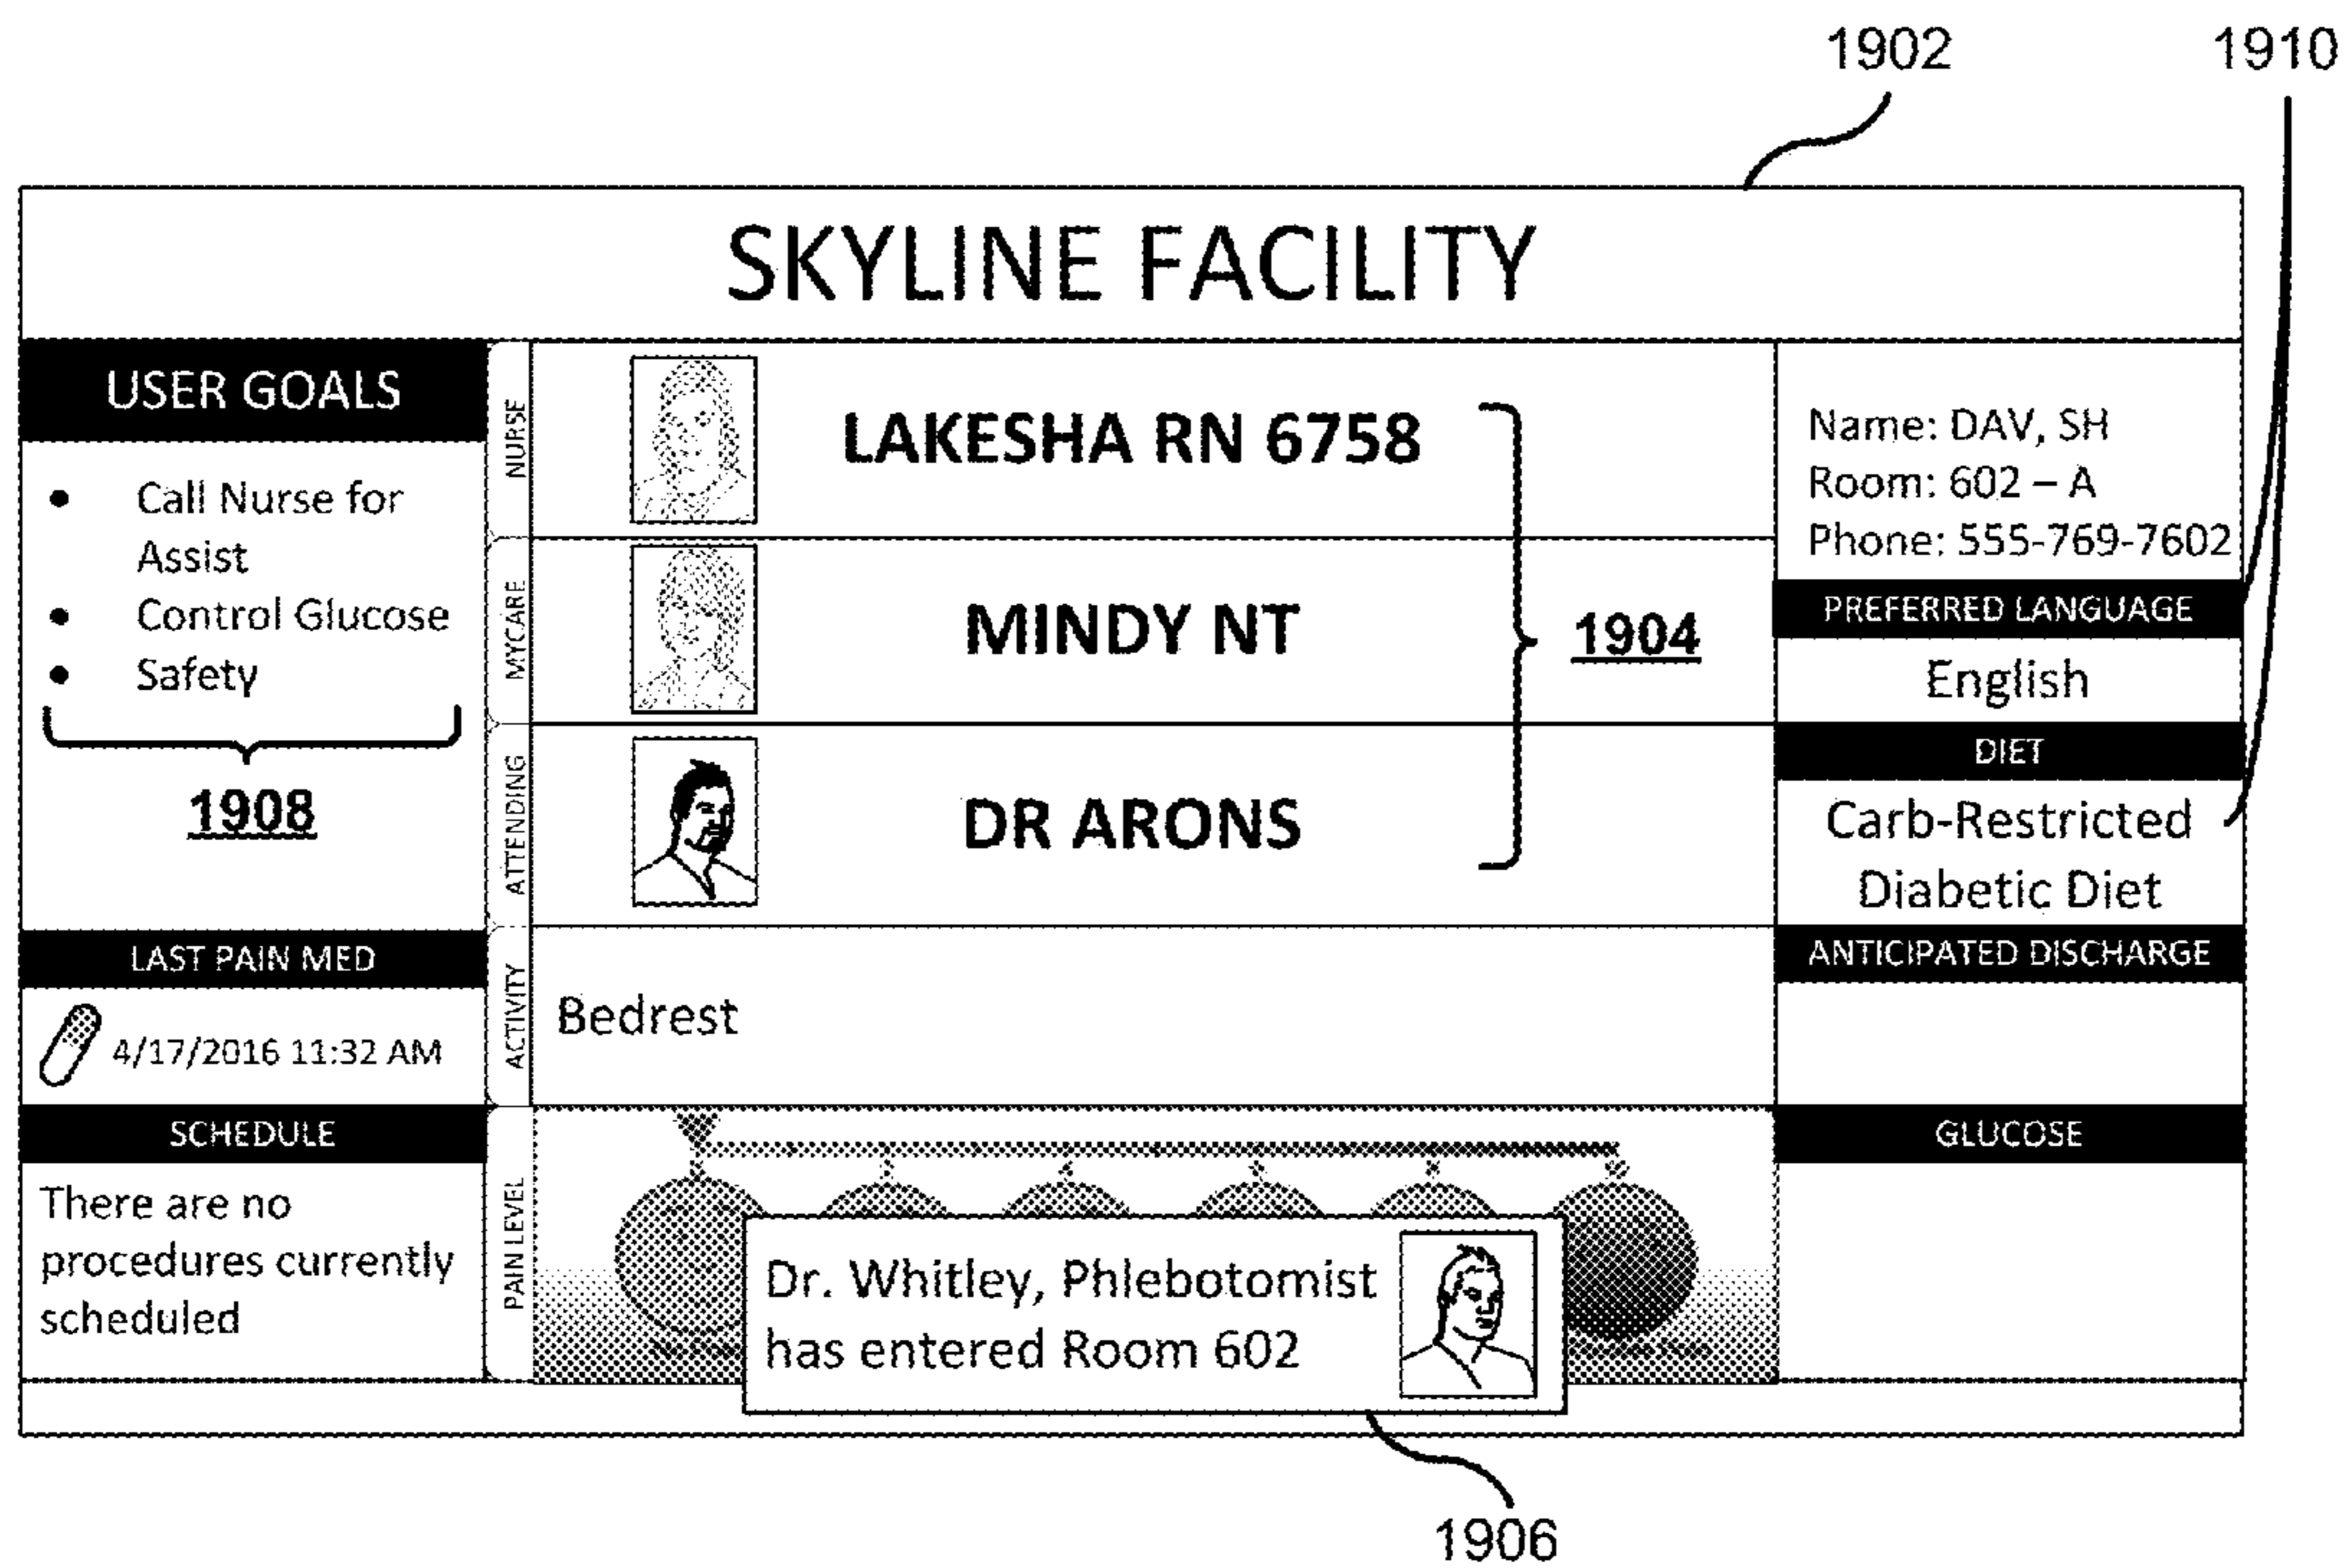 1902
1910
SKYLINE FACILITY
USER GOALS
• Call Nurse for
Assist
• Control Glucose
• Safety
1908
LAST PAIN MED
4/17/2016 11:32 AM
SCHEDULE
There are no
procedures currently
scheduled
NURSE
LAKESHA RN 6758
MYCARE
MINDY NT
1904
ATTENDING
DR ARONS
ACTIVITY
Bedrest
PAIN LEVEL
Dr. Whitley, Phlebotomist
has entered Room 602
Name: DAV, SH
Room: 602 – A
Phone: 555-769-7602
PREFERRED LANGUAGE
English
DIET
Carb-Restricted
Diabetic Diet
ANTICIPATED DISCHARGE
GLUCOSE
1906